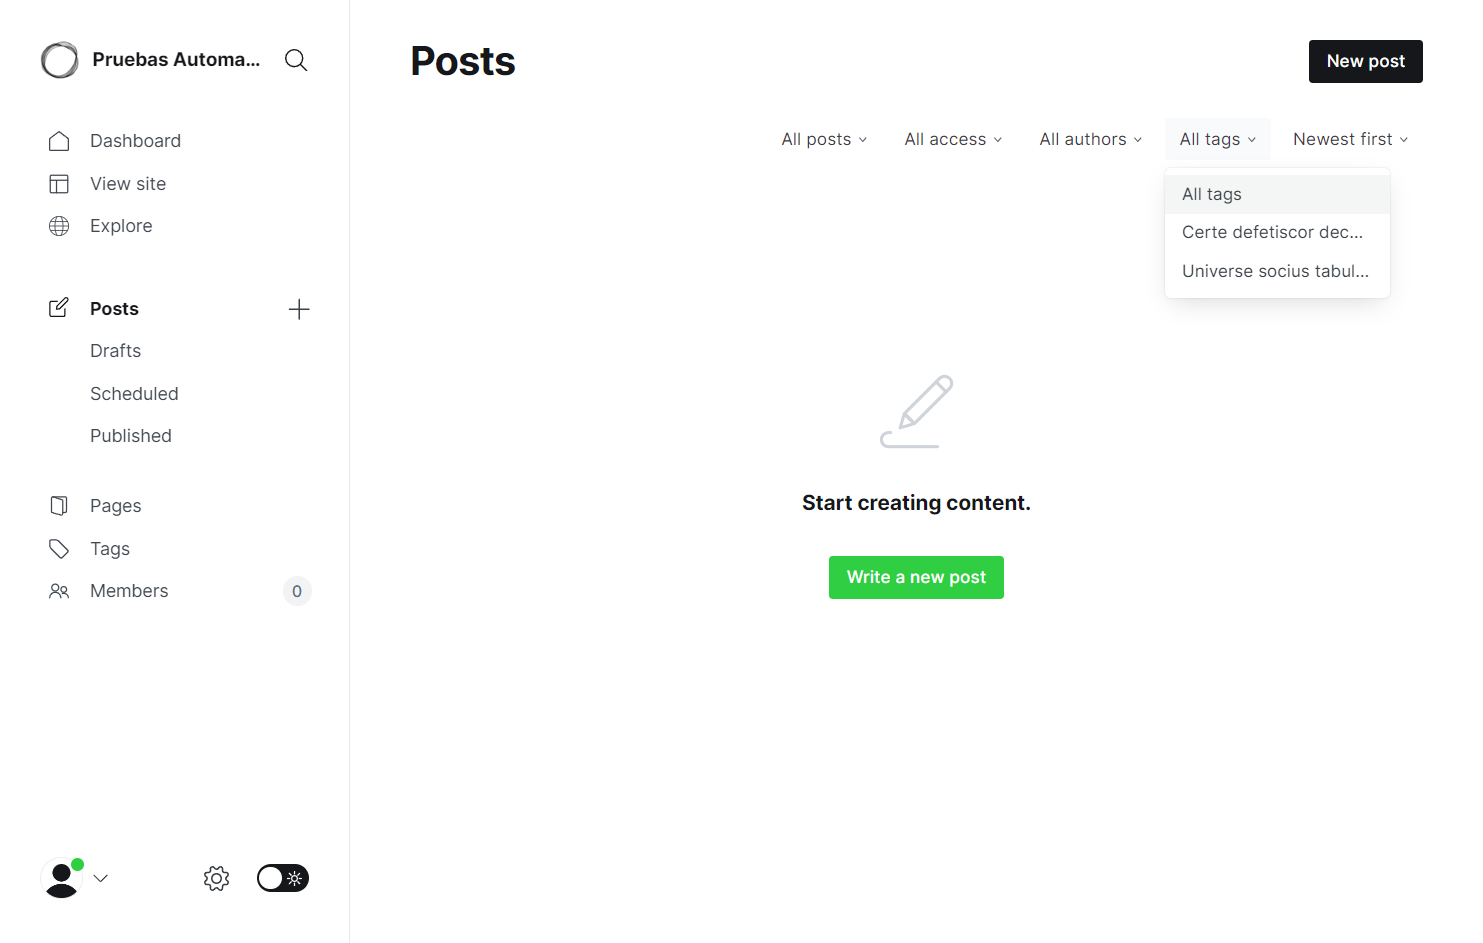 Pruebas Automa...
Dashboard
View site
Explore
Posts
Drafts
Scheduled
Published
Pages
Tags
Members
0
Posts
New post
All posts
All access
All authors
All tags
Newest first
All tags
Certe defetiscor dec...
Universe socius tabul...
Start creating content.
Write a new post